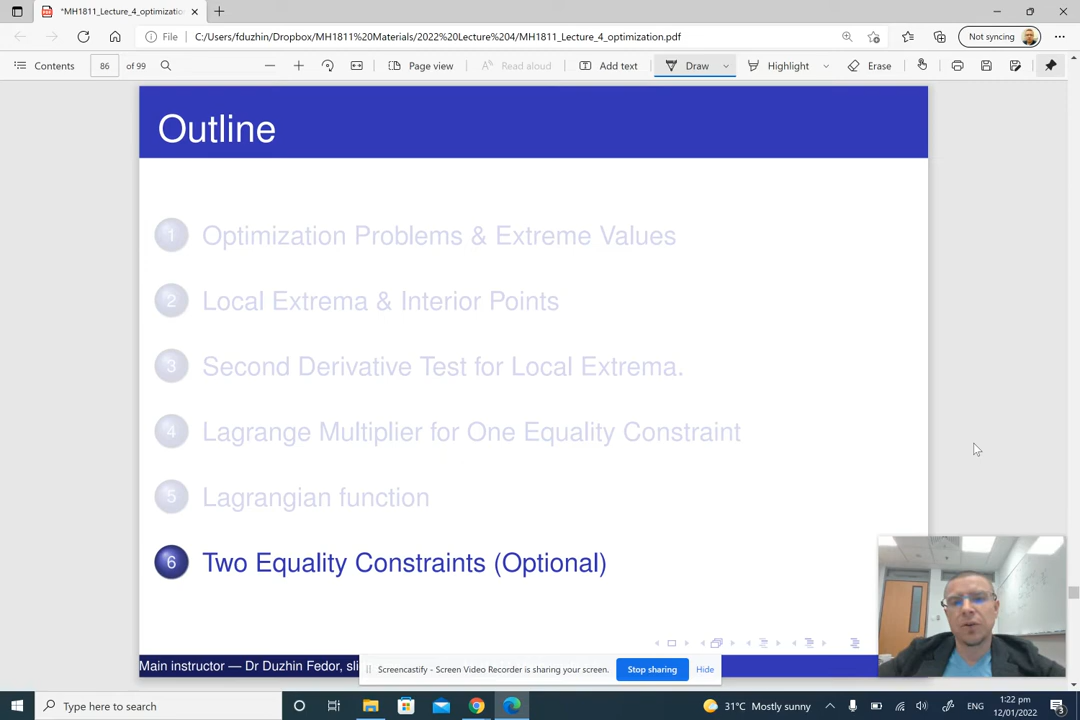 *MH1811_Lecture_4_optimizatio
File
C:/Users/fduzhin/Dropbox/MH1811%20Materials/2022%20Lecture%204/MH1811_Lecture_4_optimization.pdf
Not syncing
Contents
86 of 99
Page view
Read aloud
Add text
Draw
Highlight
Erase
Outline
1 Optimization Problems & Extreme Values
2 Local Extrema & Interior Points
3 Second Derivative Test for Local Extrema.
4 Lagrange Multiplier for One Equality Constraint
5 Lagrangian function
6 Two Equality Constraints (Optional)
Main instructor — Dr Duzhin Fedor, sli
Screencastify - Screen Video Recorder is sharing your screen.
Stop sharing
Hide
Type here to search
31°C Mostly sunny
ENG
1:22 pm
12/01/2022
3